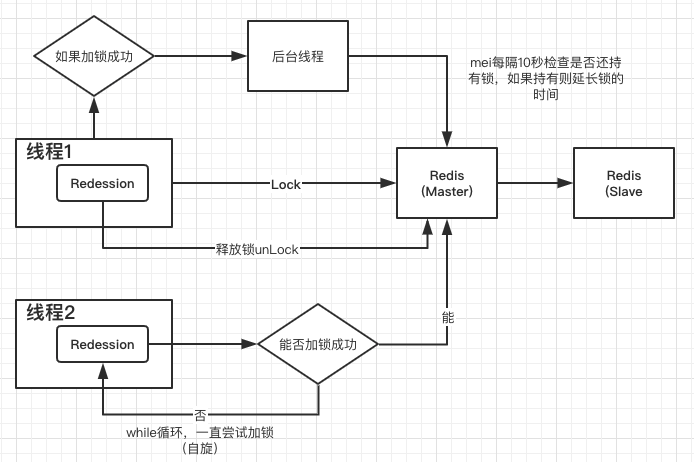 如果加锁成功
后台线程
mei每隔10秒检查是否还持
有锁，如果持有则延长锁的
时间
线程1
Redession
Lock
Redis
(Master)
Redis
(Slave
释放锁unLock
线程2
Redession
能否加锁成功
能
否
while循环，一直尝试加锁
（自旋）